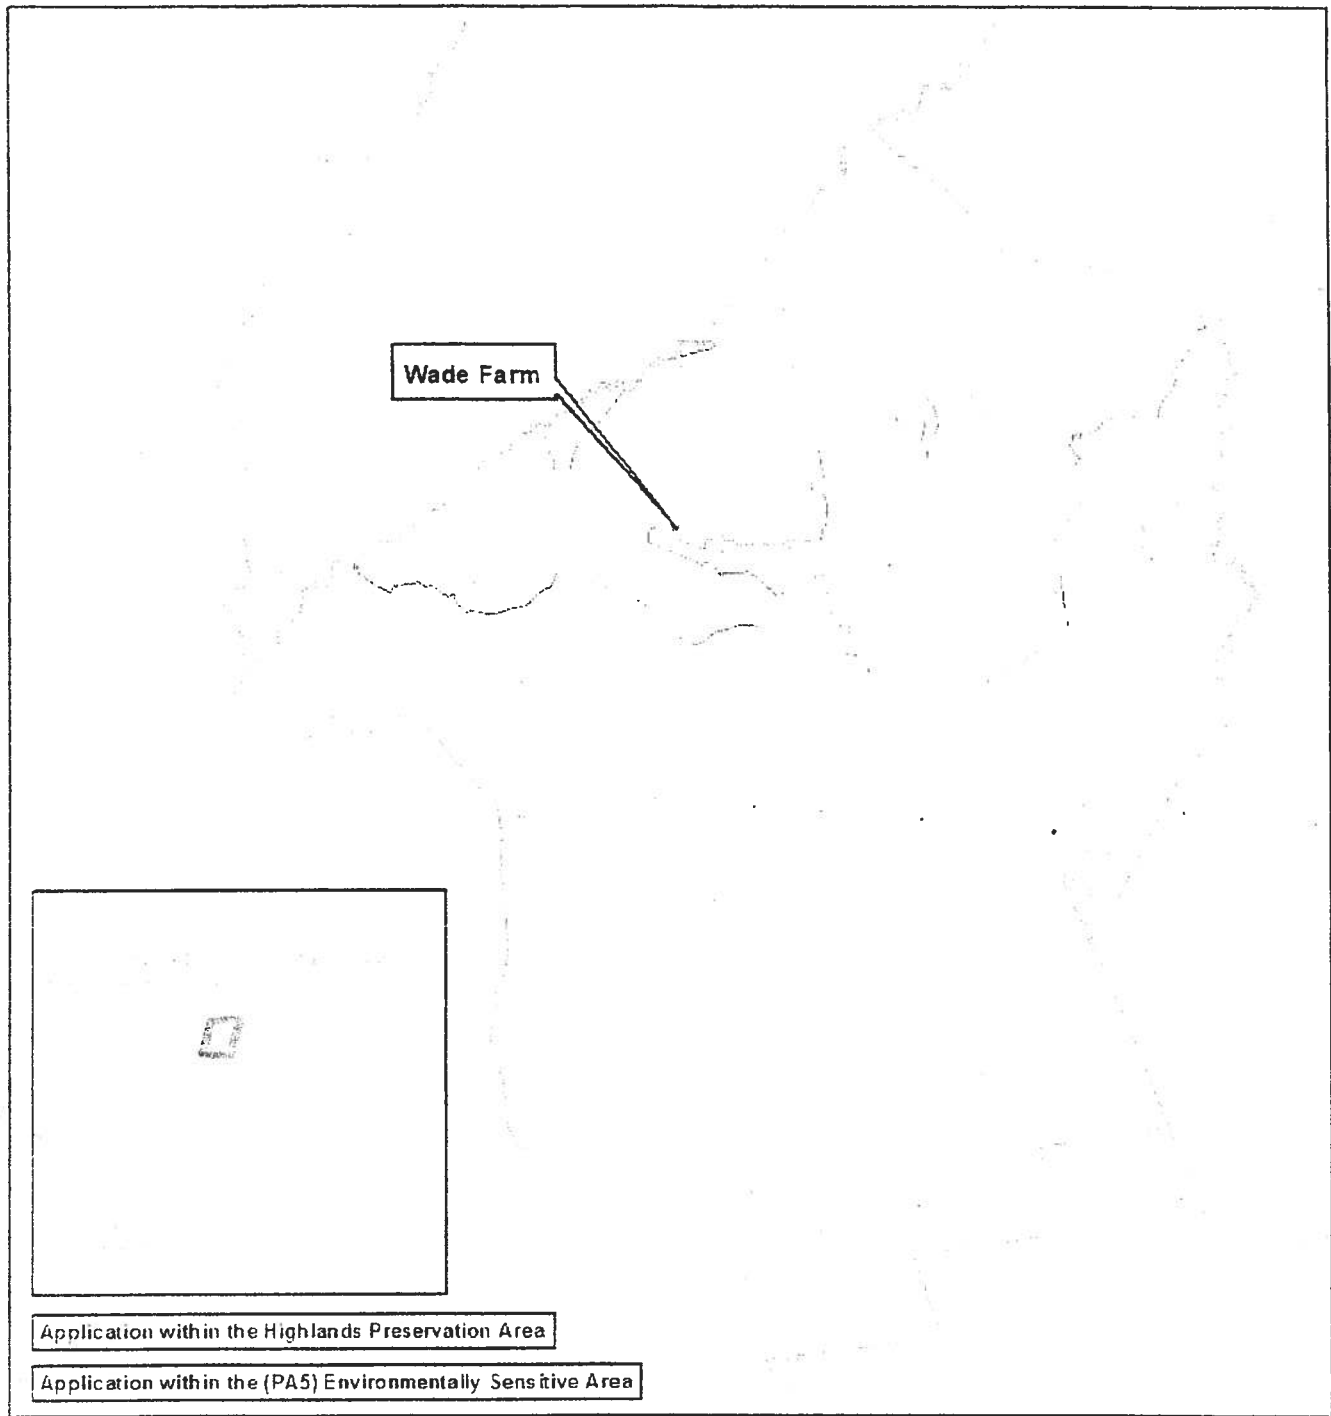 Wade Farm
Application within the Highlands Preservation Area
Application within the (PA5) Environmentally Sensitive Area